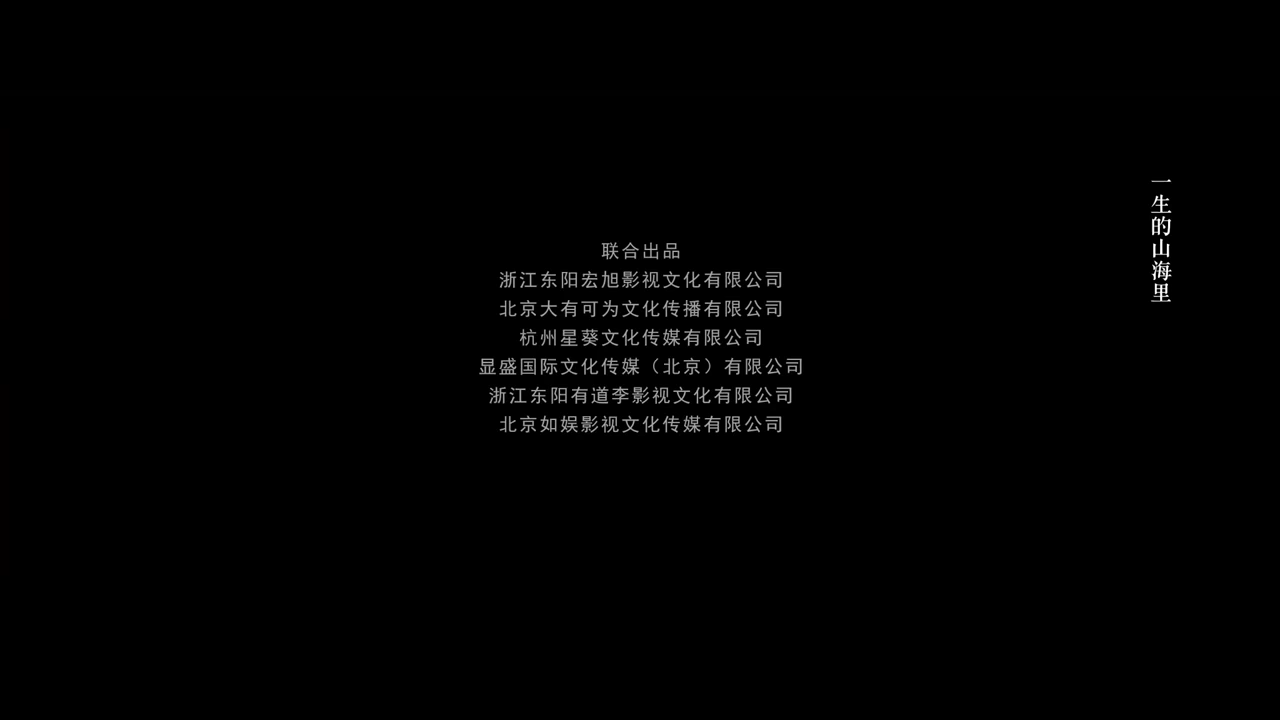 联合出品
浙江东阳宏旭影视文化有限公司
北京大有可为文化传播有限公司
杭州星葵文化传媒有限公司
显盛国际文化传媒（北京）有限公司
浙江东阳有道李影视文化有限公司
北京如娱影视文化传媒有限公司
一生的山海里